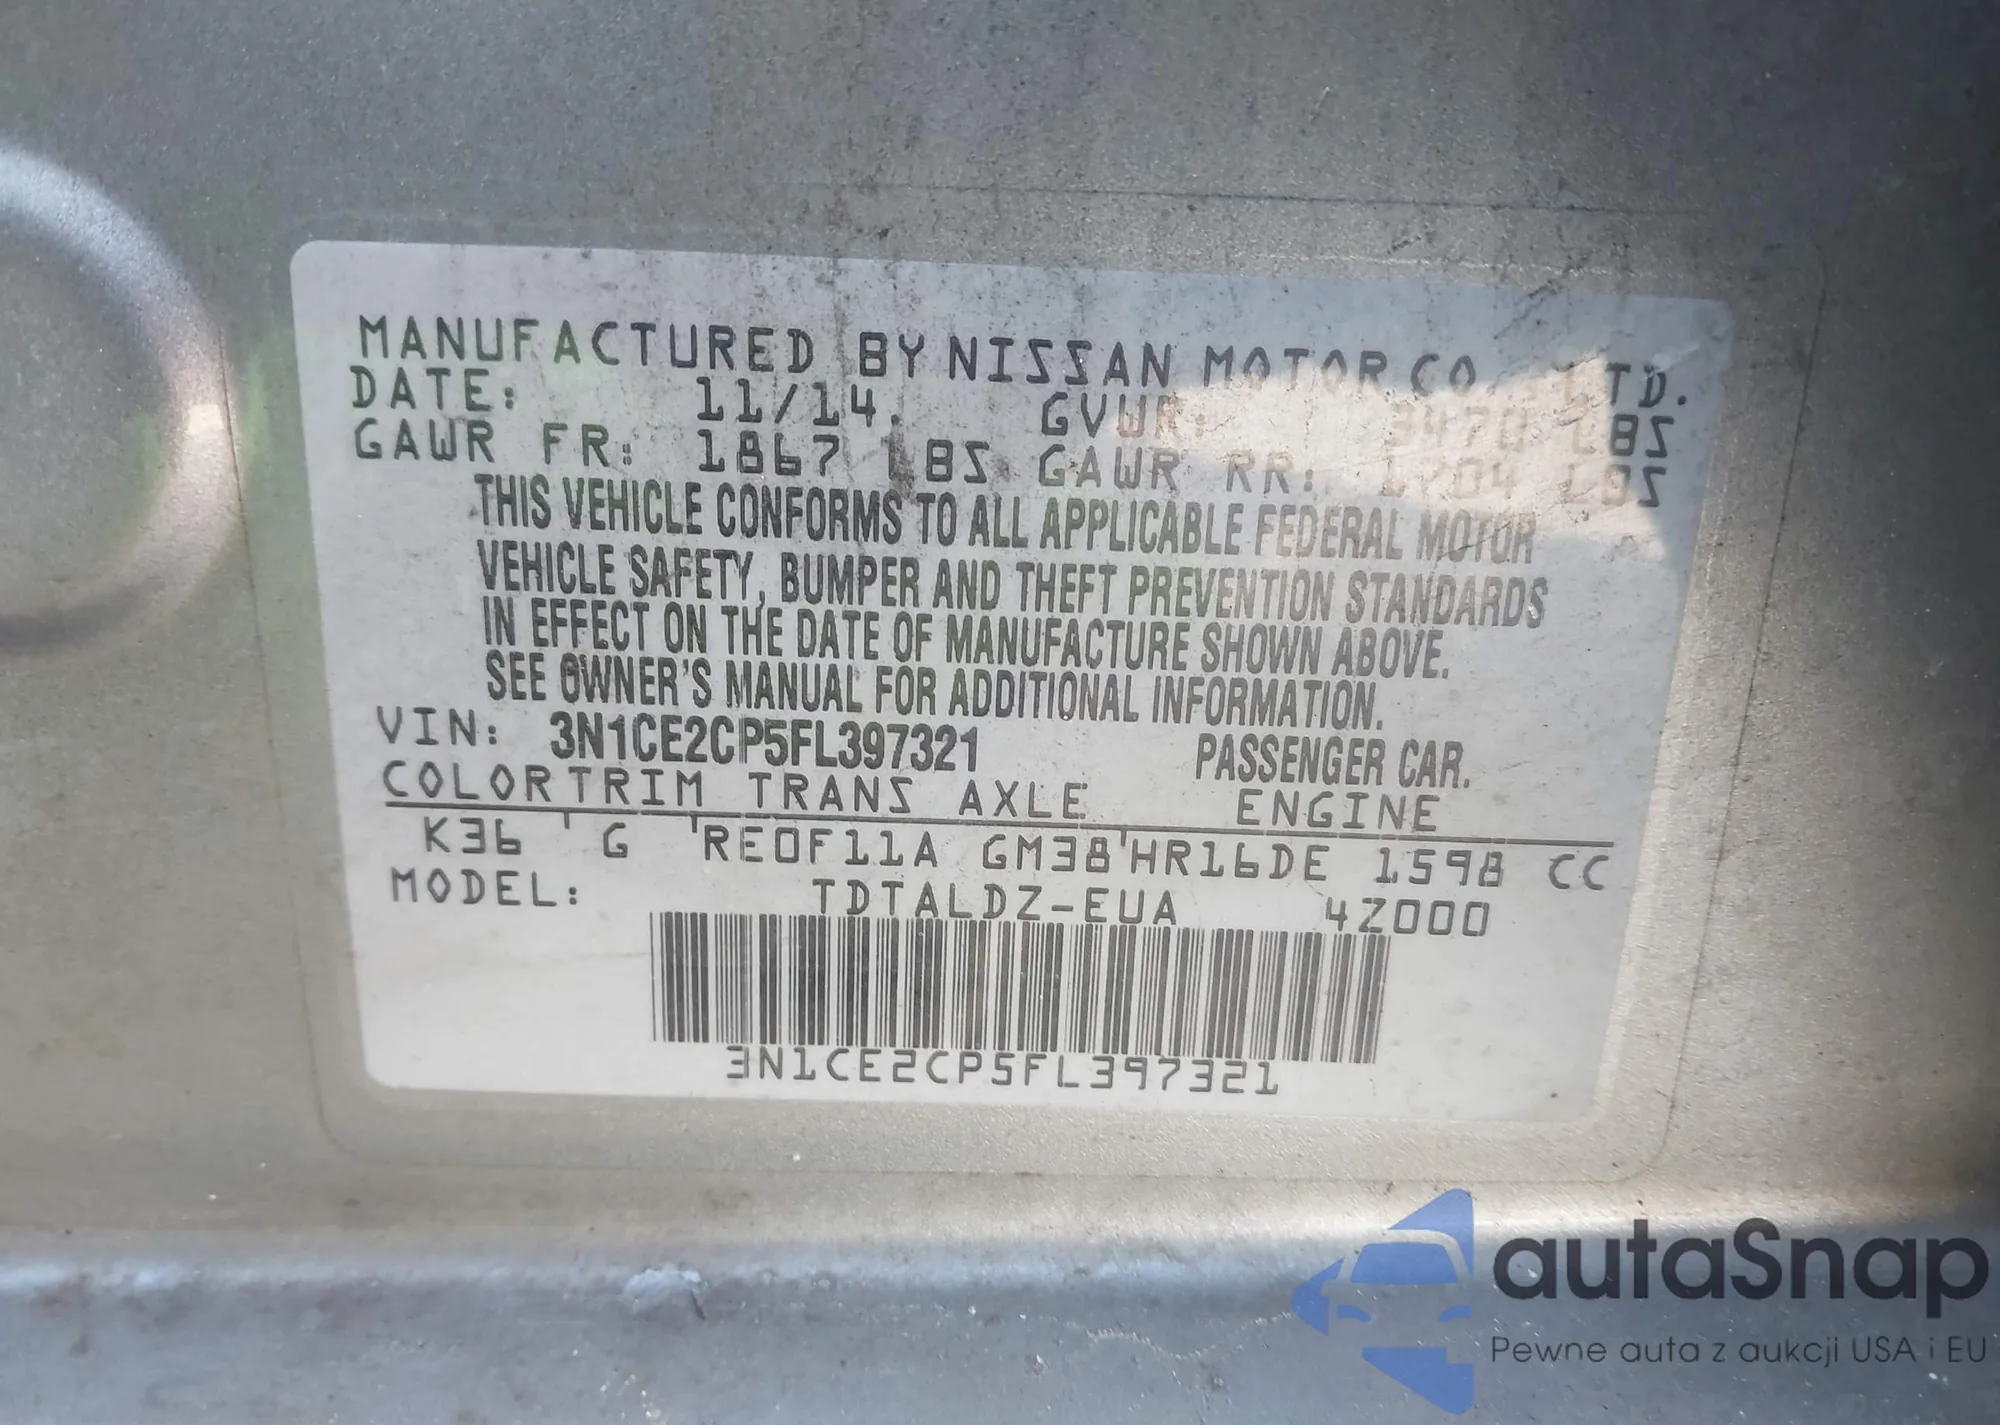 MANUFACTURED BY NISSAN MOTOR CO., LTD.
DATE: 11/14. GVWR: 3470 LBS
GAWR FR: 1867 LBS GAWR RR: 1704 LBS
THIS VEHICLE CONFORMS TO ALL APPLICABLE FEDERAL MOTOR
VEHICLE SAFETY, BUMPER AND THEFT PREVENTION STANDARDS
IN EFFECT ON THE DATE OF MANUFACTURE SHOWN ABOVE.
SEE OWNER'S MANUAL FOR ADDITIONAL INFORMATION.
VIN: 3N1CE2CP5FL397321 PASSENGER CAR.
COLOR TRIM TRANS AXLE ENGINE
K36 G RE0F11A GM38 HR16DE 1598 CC
MODEL: TDTALDZ-EUA 4Z000
3N1CE2CP5FL397321
autaSnap
Pewne auta z aukcji USA i EU